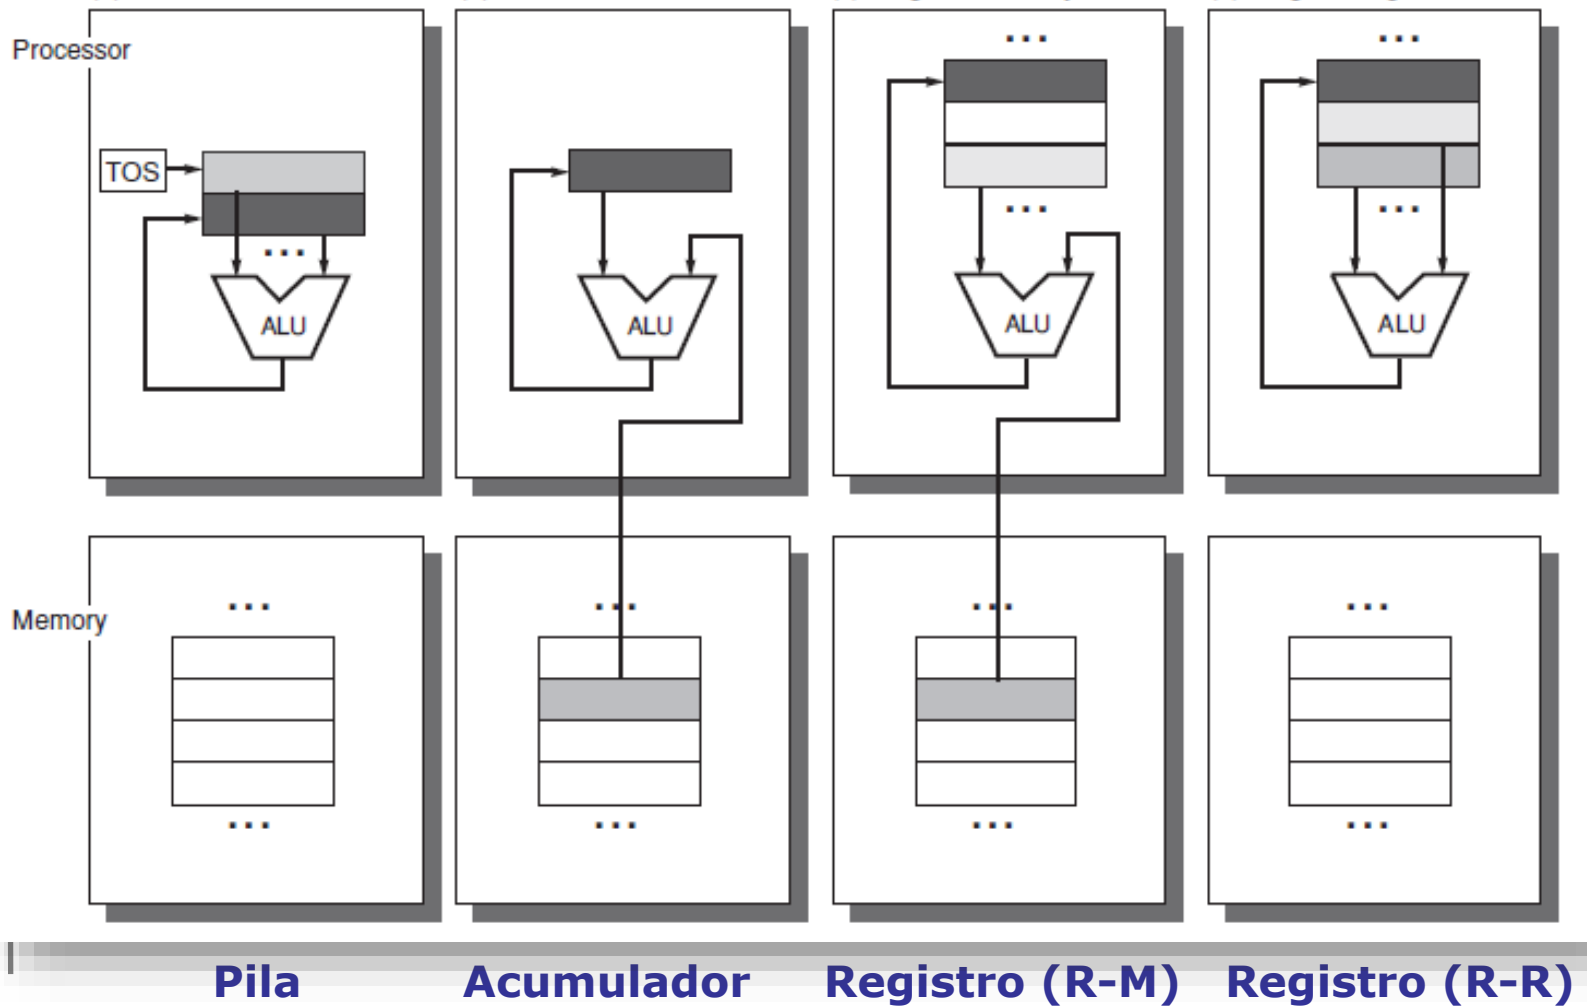 Processor
TOS
ALU
ALU
ALU
ALU
Memory
Pila Acumulador Registro (R-M) Registro (R-R)